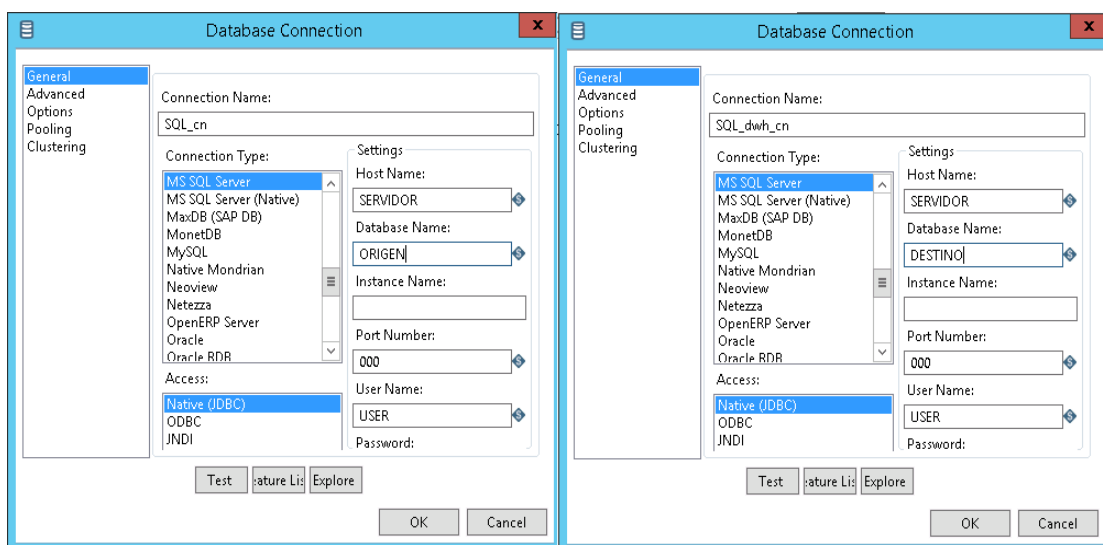 Database Connection
x
General
Advanced
Options
Pooling
Clustering
Connection Name:
SQL_cn
Connection Type:
MS SQL Server
MS SQL Server (Native)
MaxDB (SAP DB)
MonetDB
MySQL
Native Mondrian
Neoview
Netezza
OpenERP Server
Oracle
Oracle RDB
Access:
Native (JDBC)
ODBC
JNDI
Settings
Host Name:
SERVIDOR
Database Name:
ORIGEN
Instance Name:
Port Number:
000
User Name:
USER
Password:
Test
eature Lis
Explore
OK
Cancel
Database Connection
x
General
Advanced
Options
Pooling
Clustering
Connection Name:
SQL_dwh_cn
Connection Type:
MS SQL Server
MS SQL Server (Native)
MaxDB (SAP DB)
MonetDB
MySQL
Native Mondrian
Neoview
Netezza
OpenERP Server
Oracle
Oracle RDB
Access:
Native (JDBC)
ODBC
JNDI
Settings
Host Name:
SERVIDOR
Database Name:
DESTINO
Instance Name:
Port Number:
000
User Name:
USER
Password:
Test
eature Lis
Explore
OK
Cancel